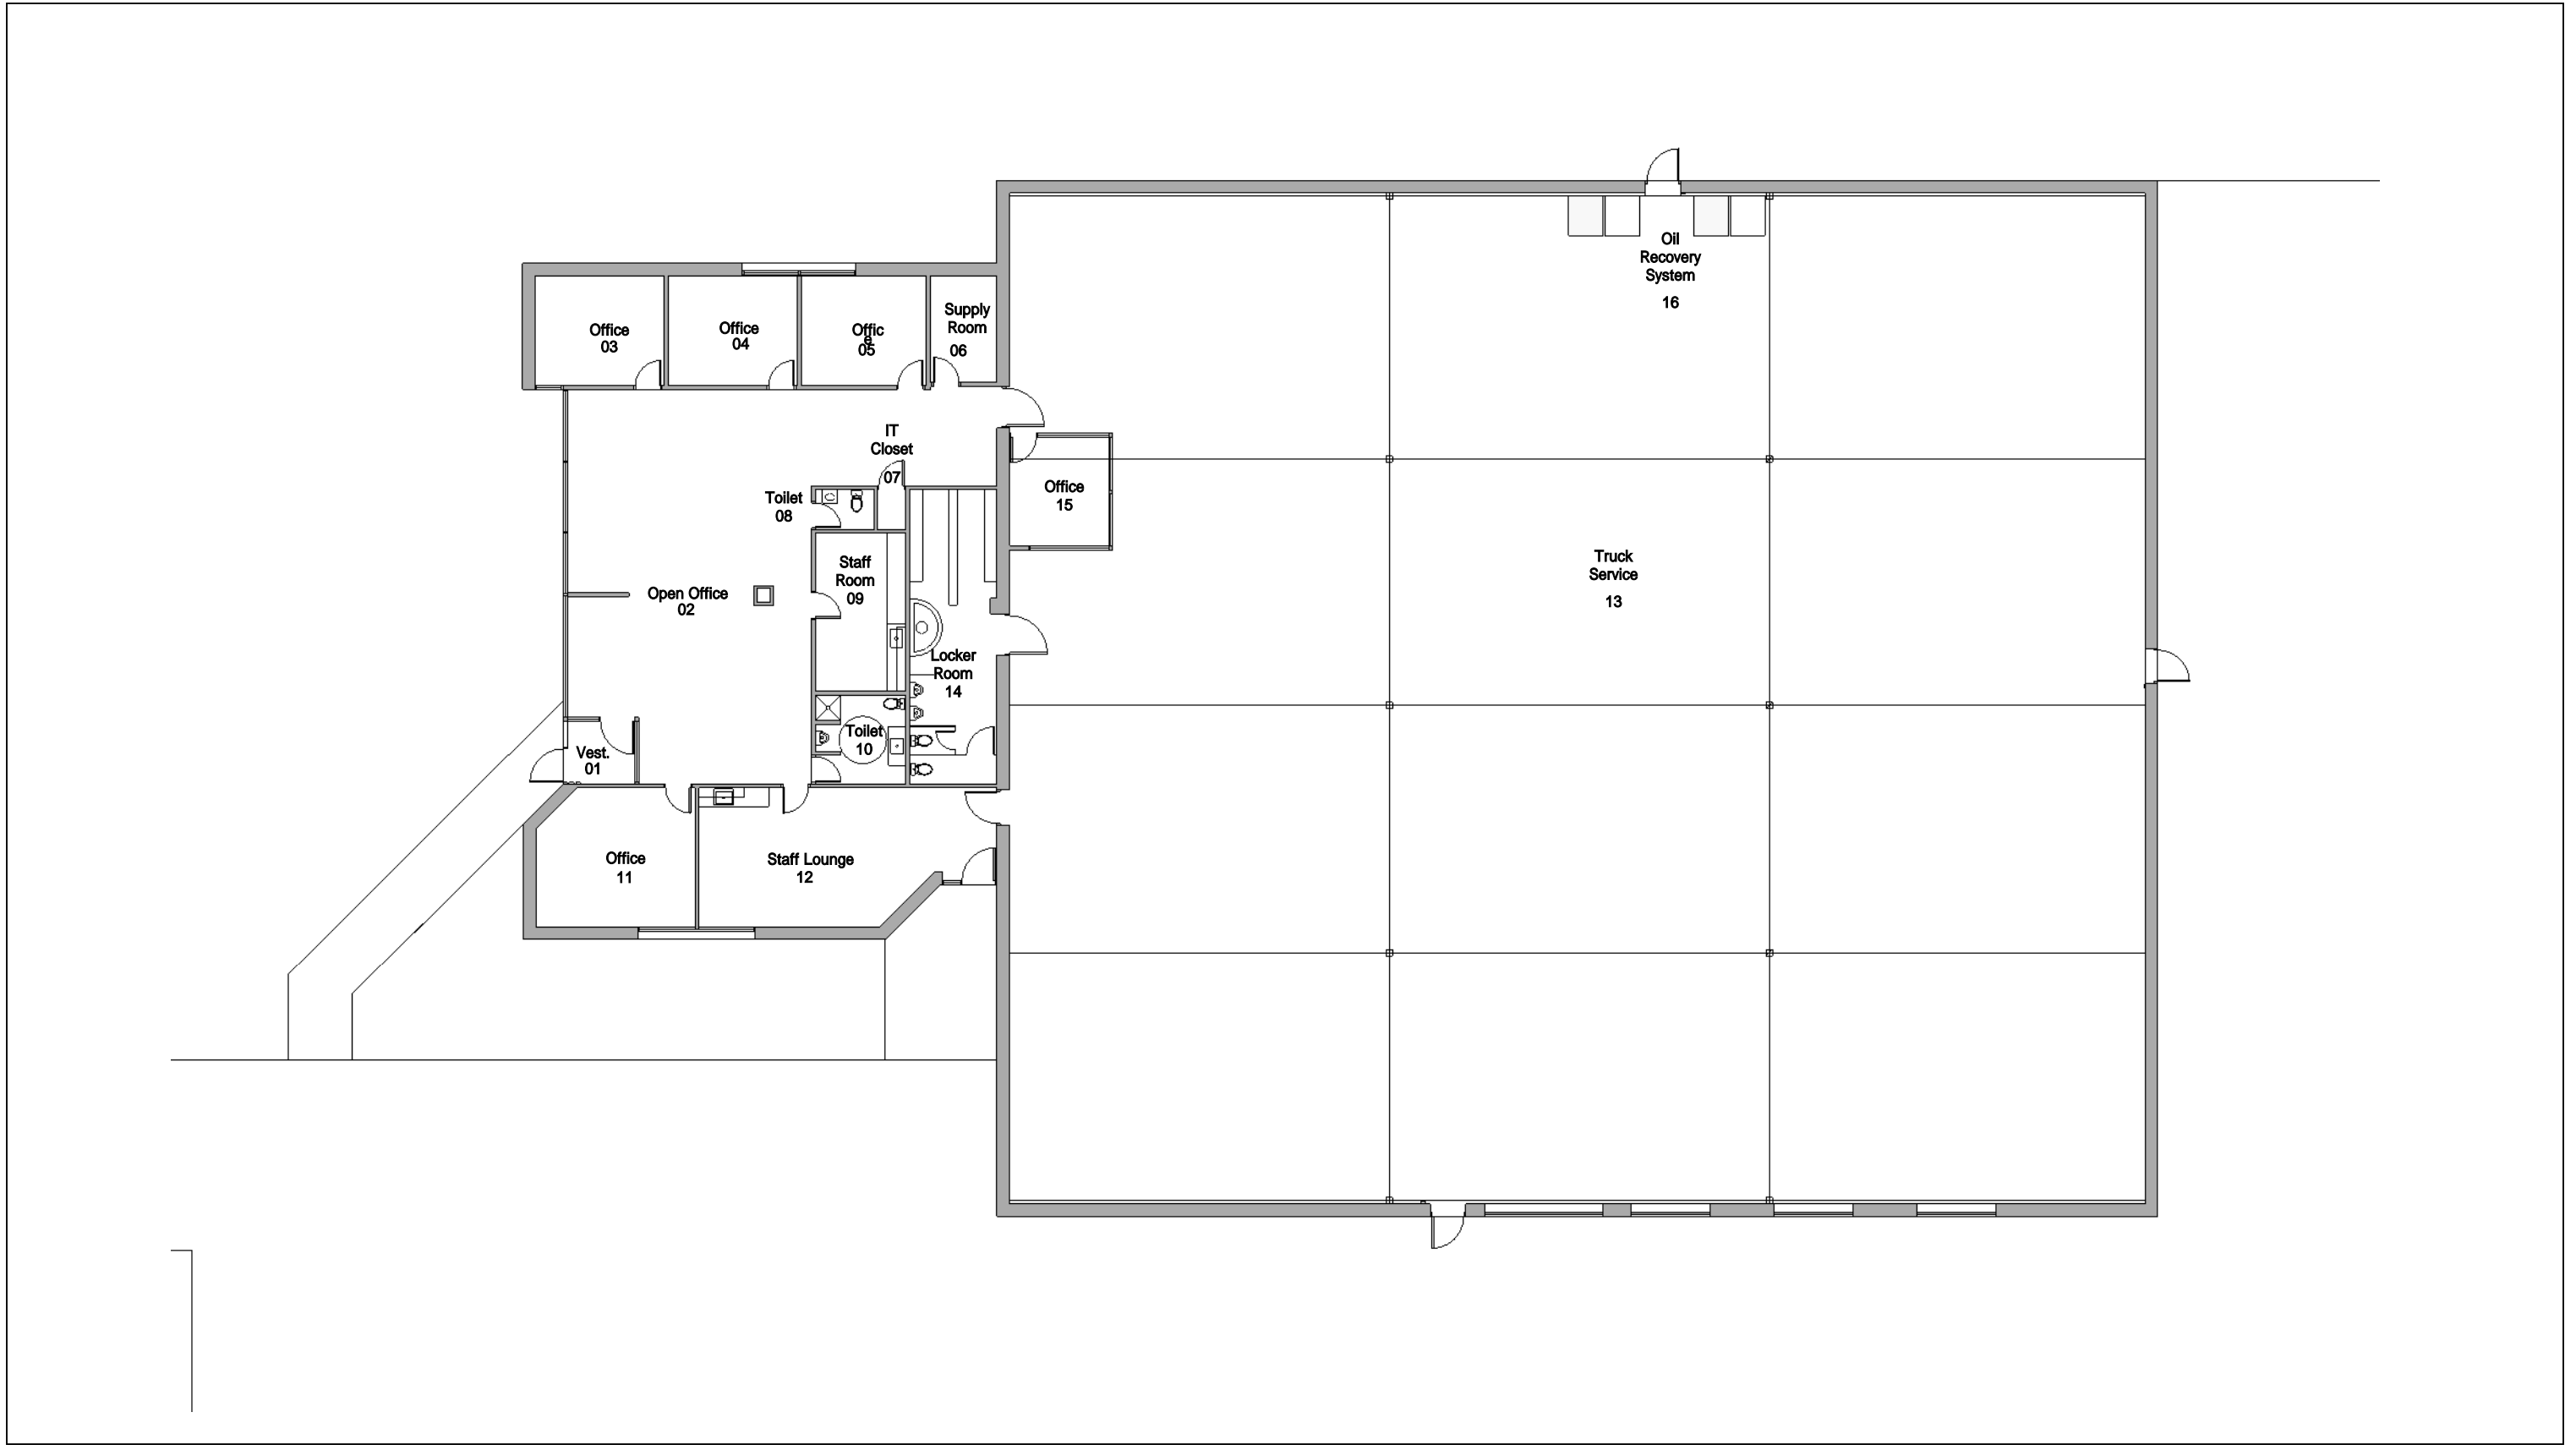 Oil
Recovery
System
16
Office
03
Office
04
Offic
e
05
Supply
Room
06
IT
Closet
07
Toilet
08
Office
15
Staff
Room
09
Open Office
02
Truck
Service
13
Locker
Room
14
Toilet
10
Vest.
01
Office
11
Staff Lounge
12